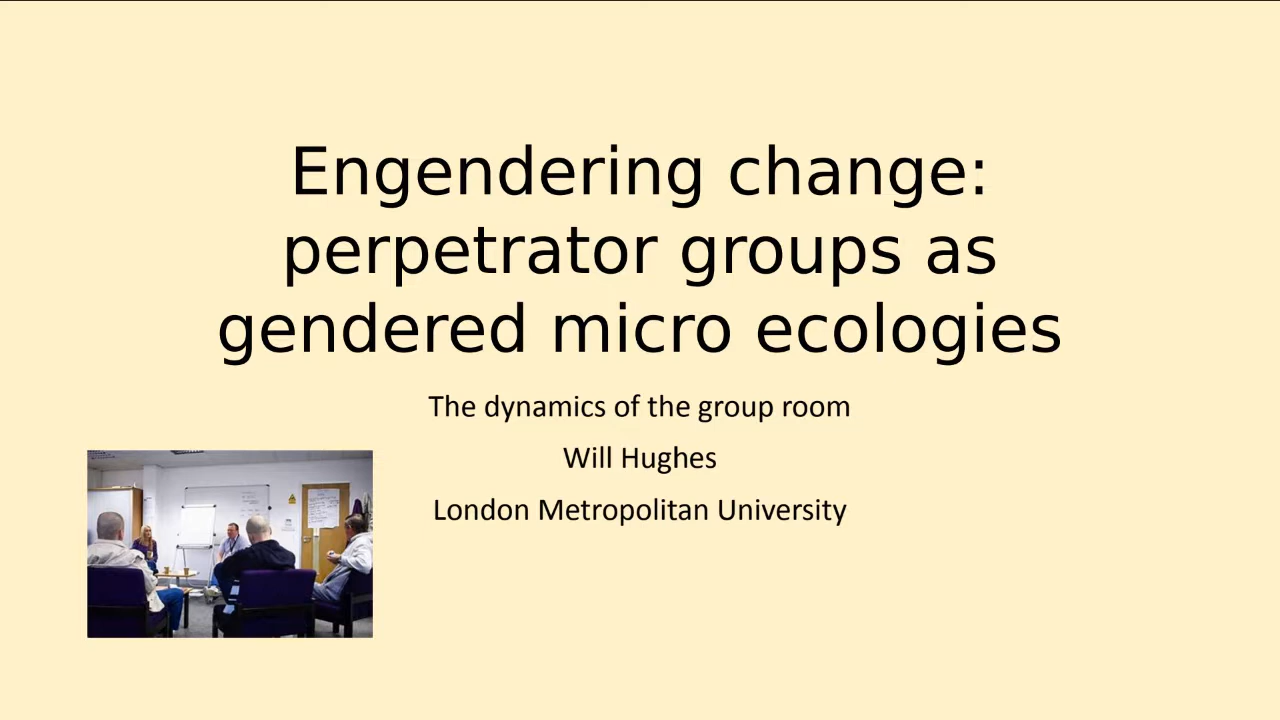 Engendering change:
perpetrator groups as
gendered micro ecologies
The dynamics of the group room
Will Hughes
London Metropolitan University